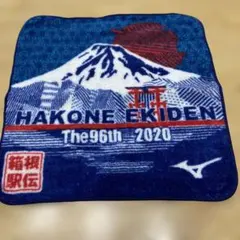 HAKONE EKIDEN
The96th 2020
箱根
駅伝